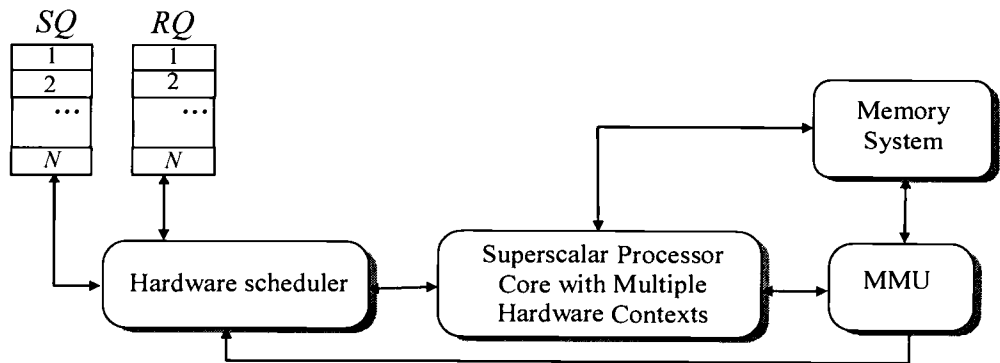 SQ
RQ
1
1
2
2
...
...
N
N
Memory
System
Hardware scheduler
Superscalar Processor
Core with Multiple
Hardware Contexts
MMU